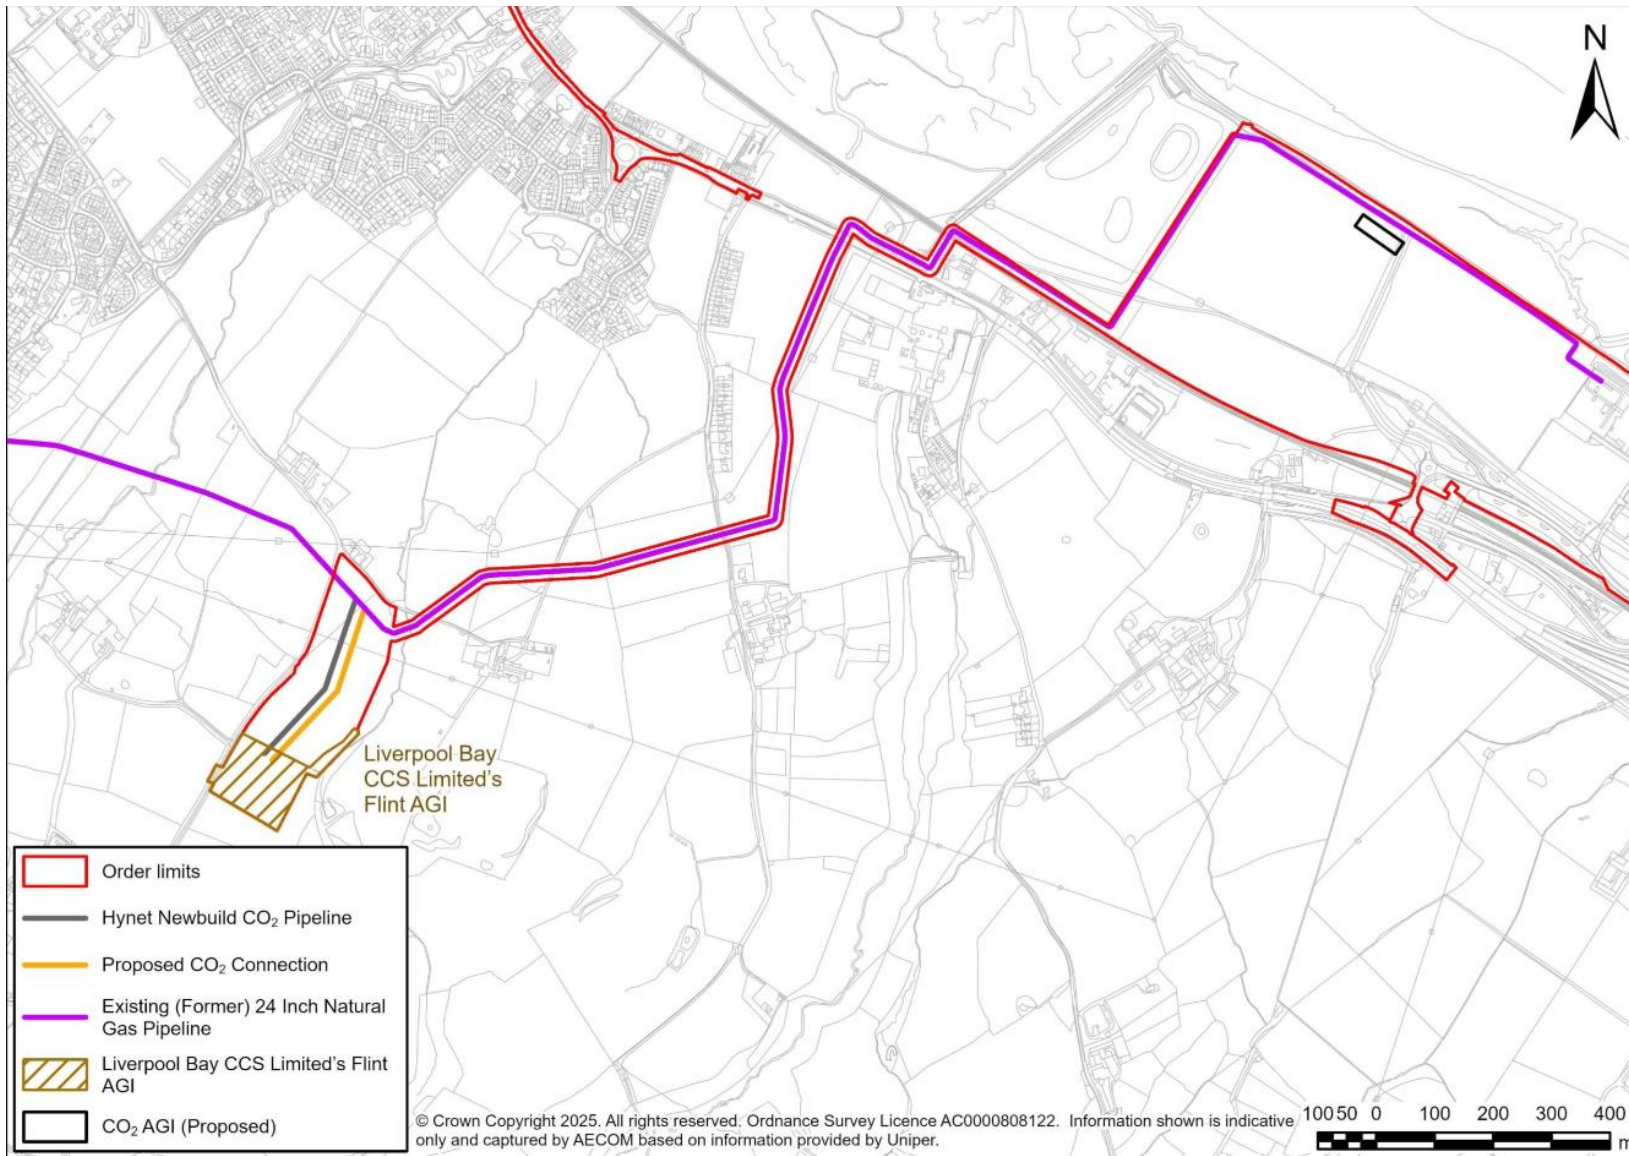 N
Liverpool Bay
CCS Limited's
Flint AGI
Order limits
Hynet Newbuild CO₂ Pipeline
Proposed CO₂ Connection
Existing (Former) 24 Inch Natural
Gas Pipeline
Liverpool Bay CCS Limited's Flint
AGI
CO₂ AGI (Proposed)
© Crown Copyright 2025. All rights reserved. Ordnance Survey Licence AC0000808122. Information shown is indicative
only and captured by AECOM based on information provided by Uniper.
100 50 0 100 200 300 400
m